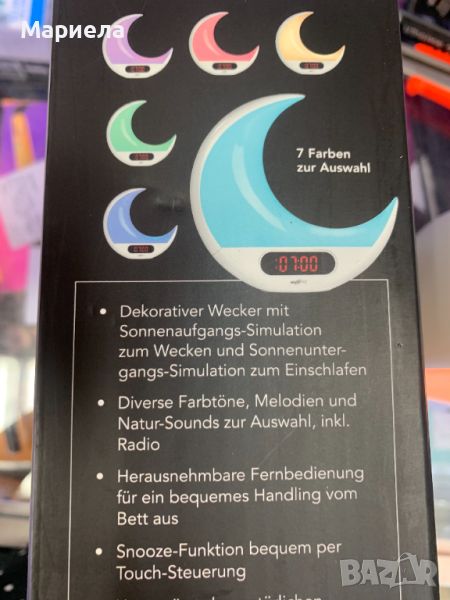 Мариела
7 Farben
zur Auswahl
07:00
• Dekorativer Wecker mit
Sonnenaufgangs-Simulation
zum Wecken und Sonnenunter-
gangs-Simulation zum Einschlafen
• Diverse Farbtöne, Melodien und
Natur-Sounds zur Auswahl, inkl.
Radio
• Herausnehmbare Fernbedienung
für ein bequemes Handling vom
Bett aus
• Snooze-Funktion bequem per
Touch-Steuerung
BAZAR